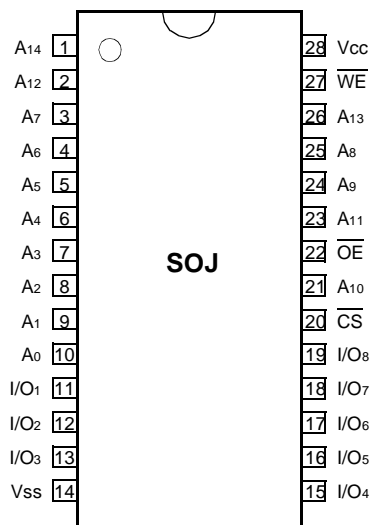 A14 1 28 Vcc
A12 2 27 WE
A7 3 26 A13
A6 4 25 A8
A5 5 24 A9
A4 6 23 A11
A3 7 SOJ 22 OE
A2 8 21 A10
A1 9 20 CS
A0 10 19 I/O8
I/O1 11 18 I/O7
I/O2 12 17 I/O6
I/O3 13 16 I/O5
Vss 14 15 I/O4